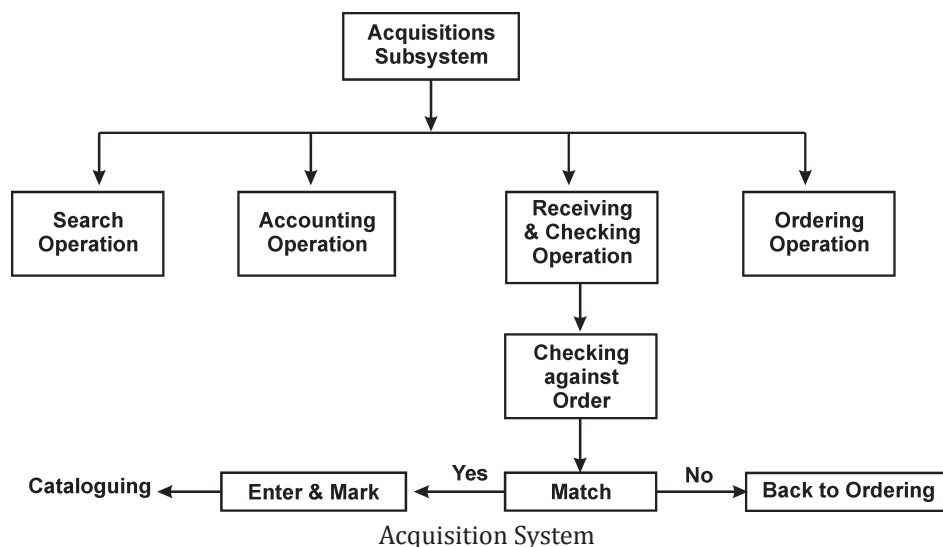 Acquisitions
Subsystem
Search
Operation
Accounting
Operation
Receiving
& Checking
Operation
Ordering
Operation
Checking
against
Order
Cataloguing
Enter & Mark
Yes
Match
No
Back to Ordering
Acquisition System